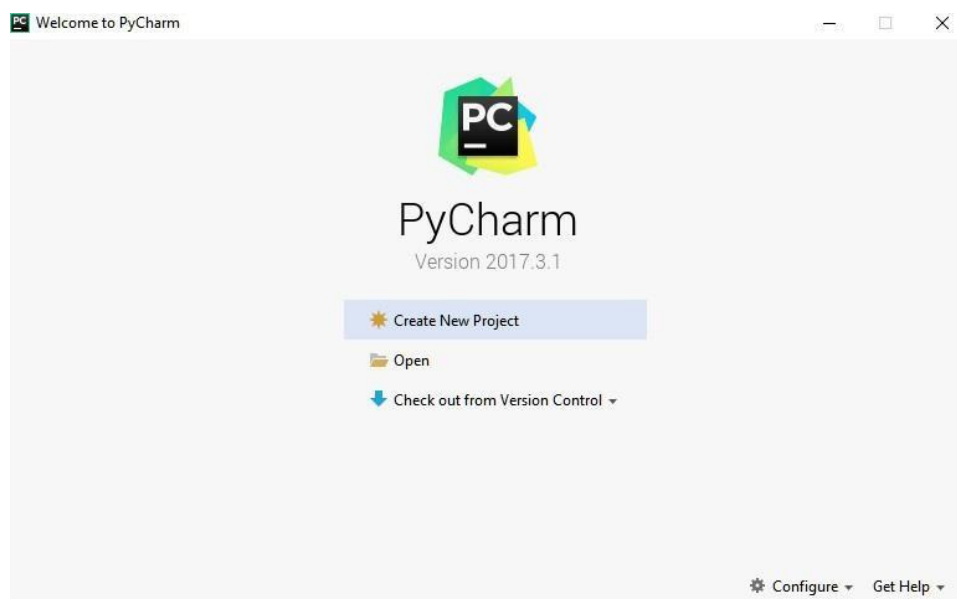 PC Welcome to PyCharm
PC
PyCharm
Version 2017.3.1
Create New Project
Open
Check out from Version Control
Configure Get Help